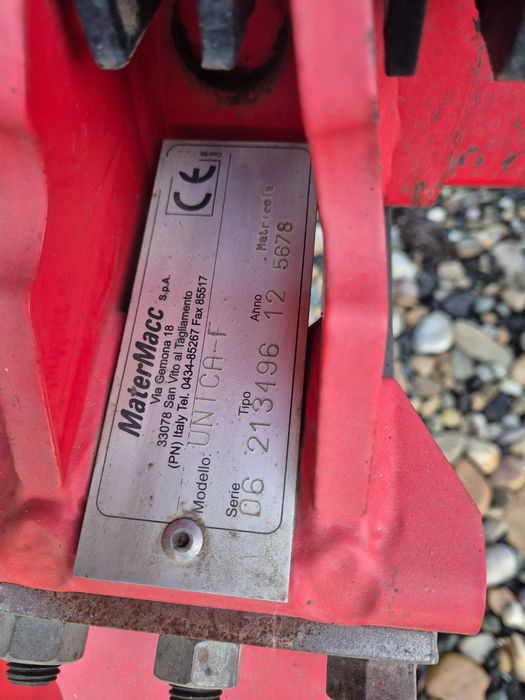 MaterMacc S.p.A.
Via Gemona 18
33078 San Vito al Tagliamento
(PN) Italy Tel. 0434-85267 Fax 85517
Modello: UNICA-F
Serie Tipo Anno Matricola
06 213496 12 5678
CE